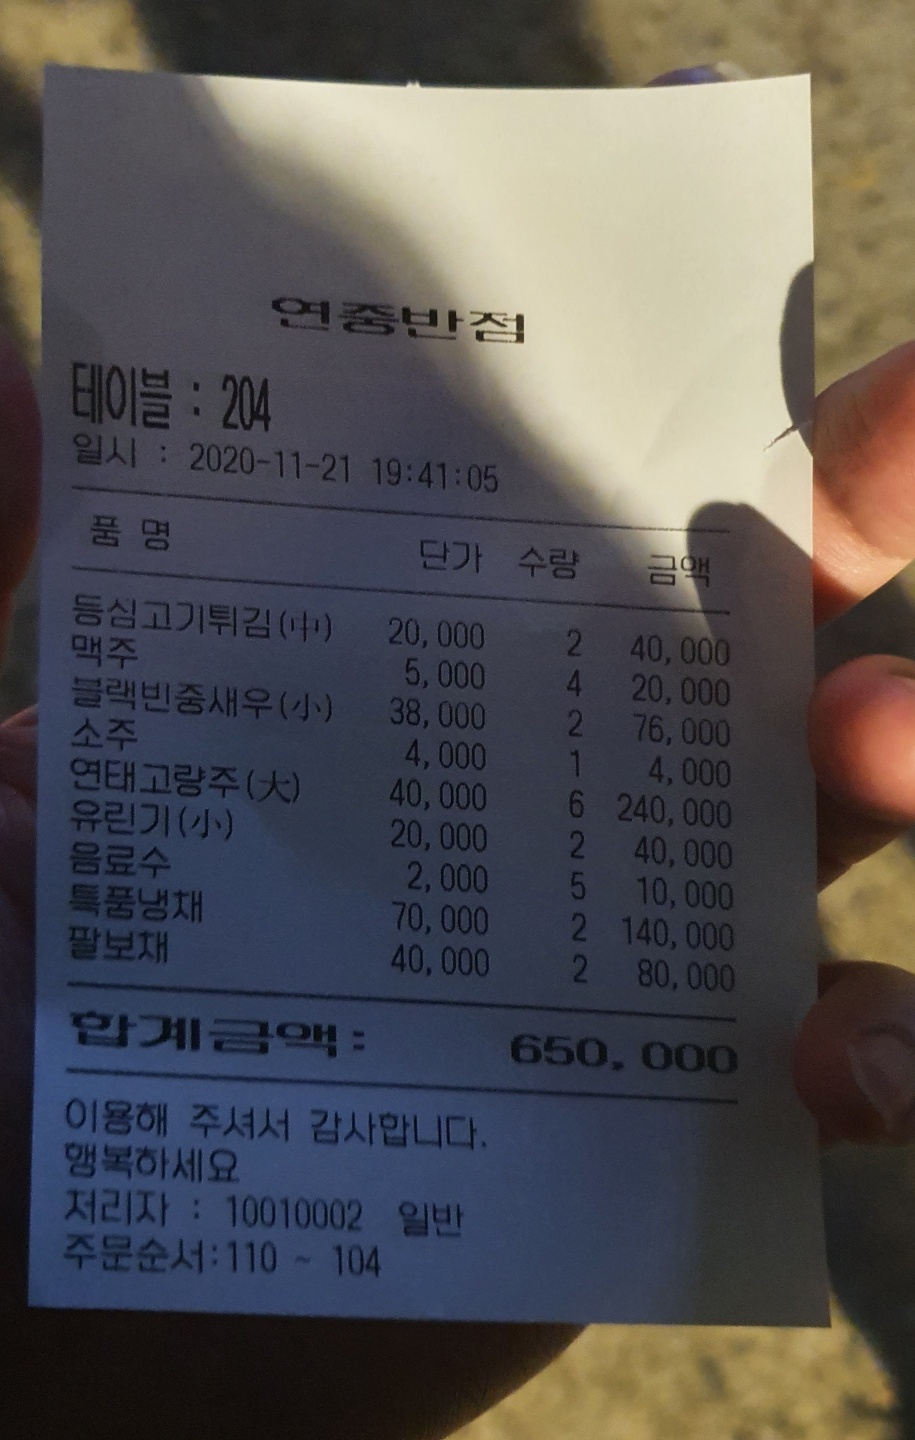 연중반점
테이블 : 204
일시 : 2020-11-21 19:41:05
품 명 단가 수량 금액
등심고기튀김(中) 20,000 2 40,000
맥주 5,000 4 20,000
블랙빈중새우(小) 38,000 2 76,000
소주 4,000 1 4,000
연태고량주(大) 40,000 6 240,000
유린기(小) 20,000 2 40,000
음료수 2,000 5 10,000
특품냉채 70,000 2 140,000
팔보채 40,000 2 80,000
합계금액: 650,000
이용해 주셔서 감사합니다.
행복하세요
저리자 : 10010002 일반
주문순서:110 ~ 104